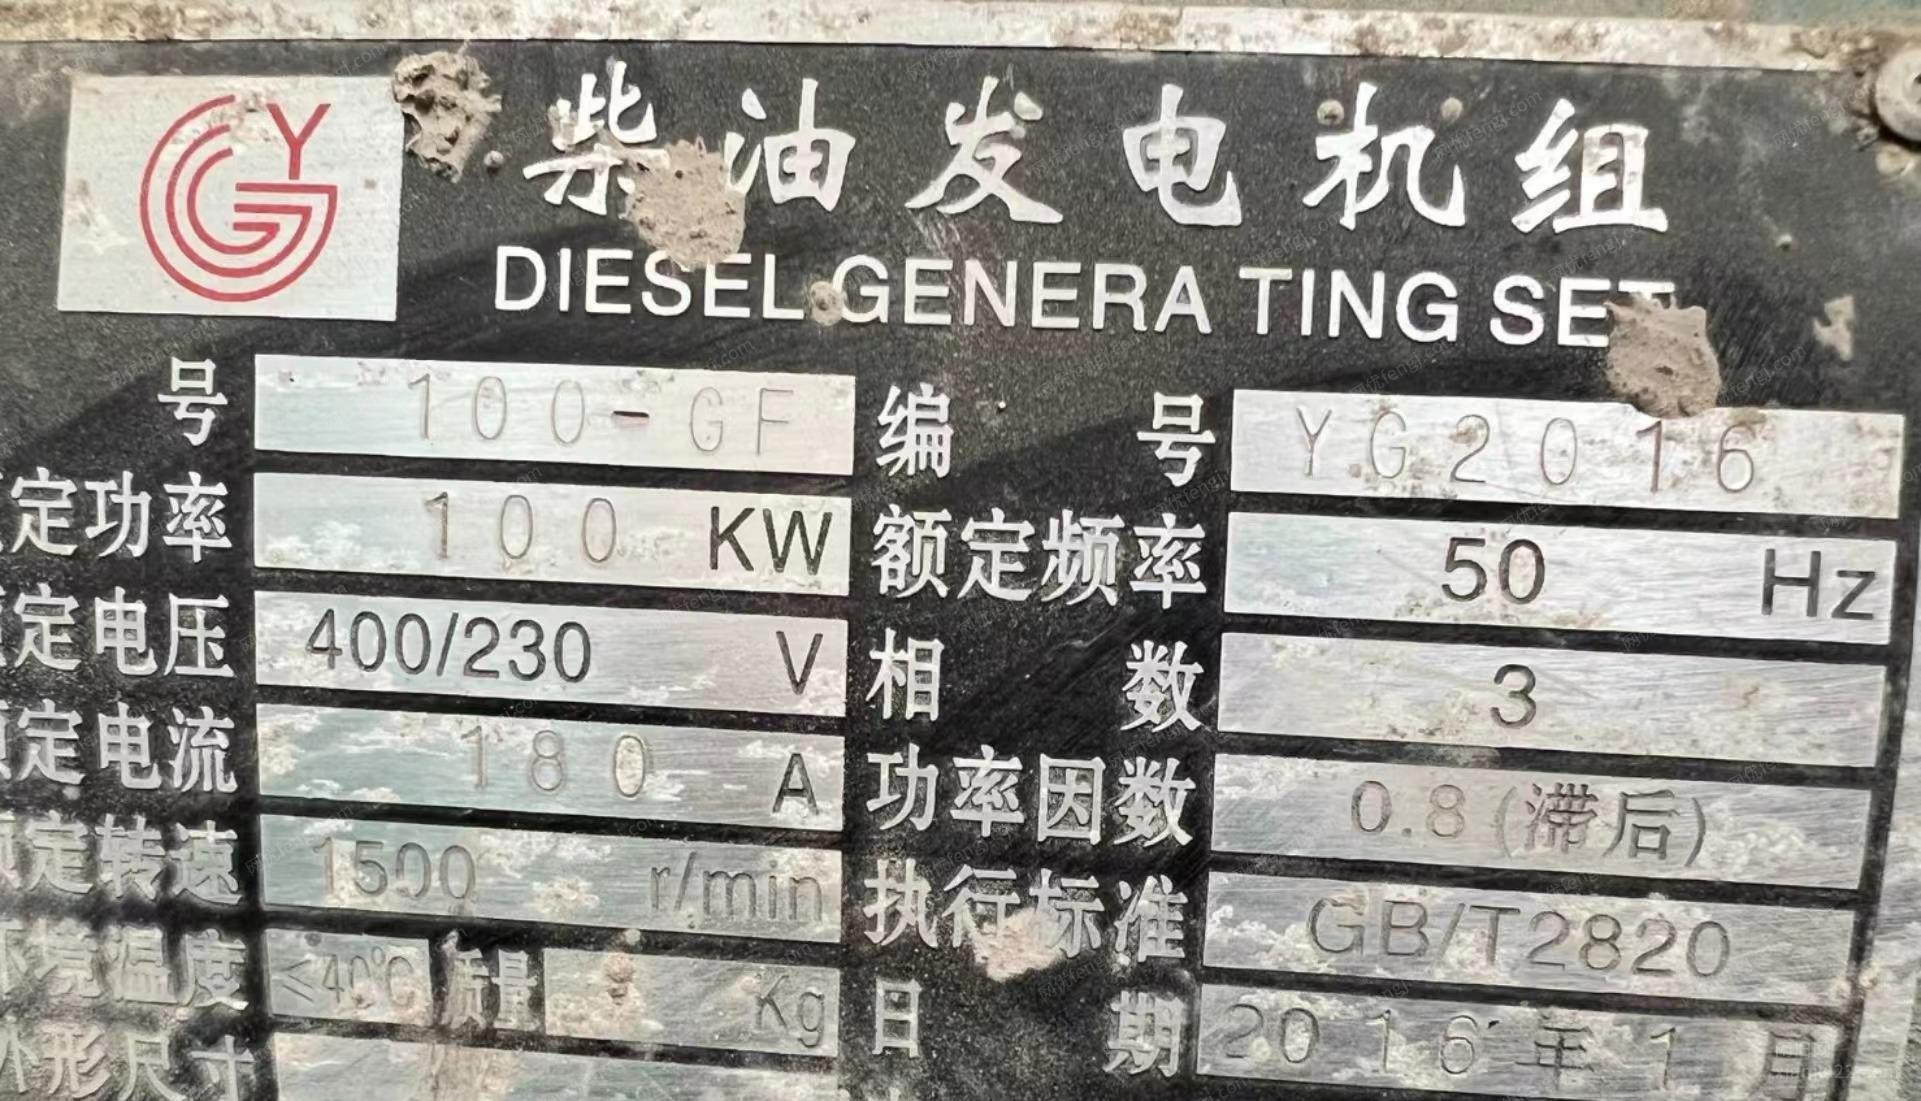 GY
柴油发电机组
DIESEL GENERATING SET
号 100-GF 编号 YG2016
定功率 100 KW 额定频率 50 Hz
定电压 400/230 V 相数 3
定电流 180 A 功率因数 0.8(滞后)
定转速 1500 r/min 执行标准 GB/T2820
环境温度 ≤40℃ 质量 Kg 日期 2016年1月
外形尺寸